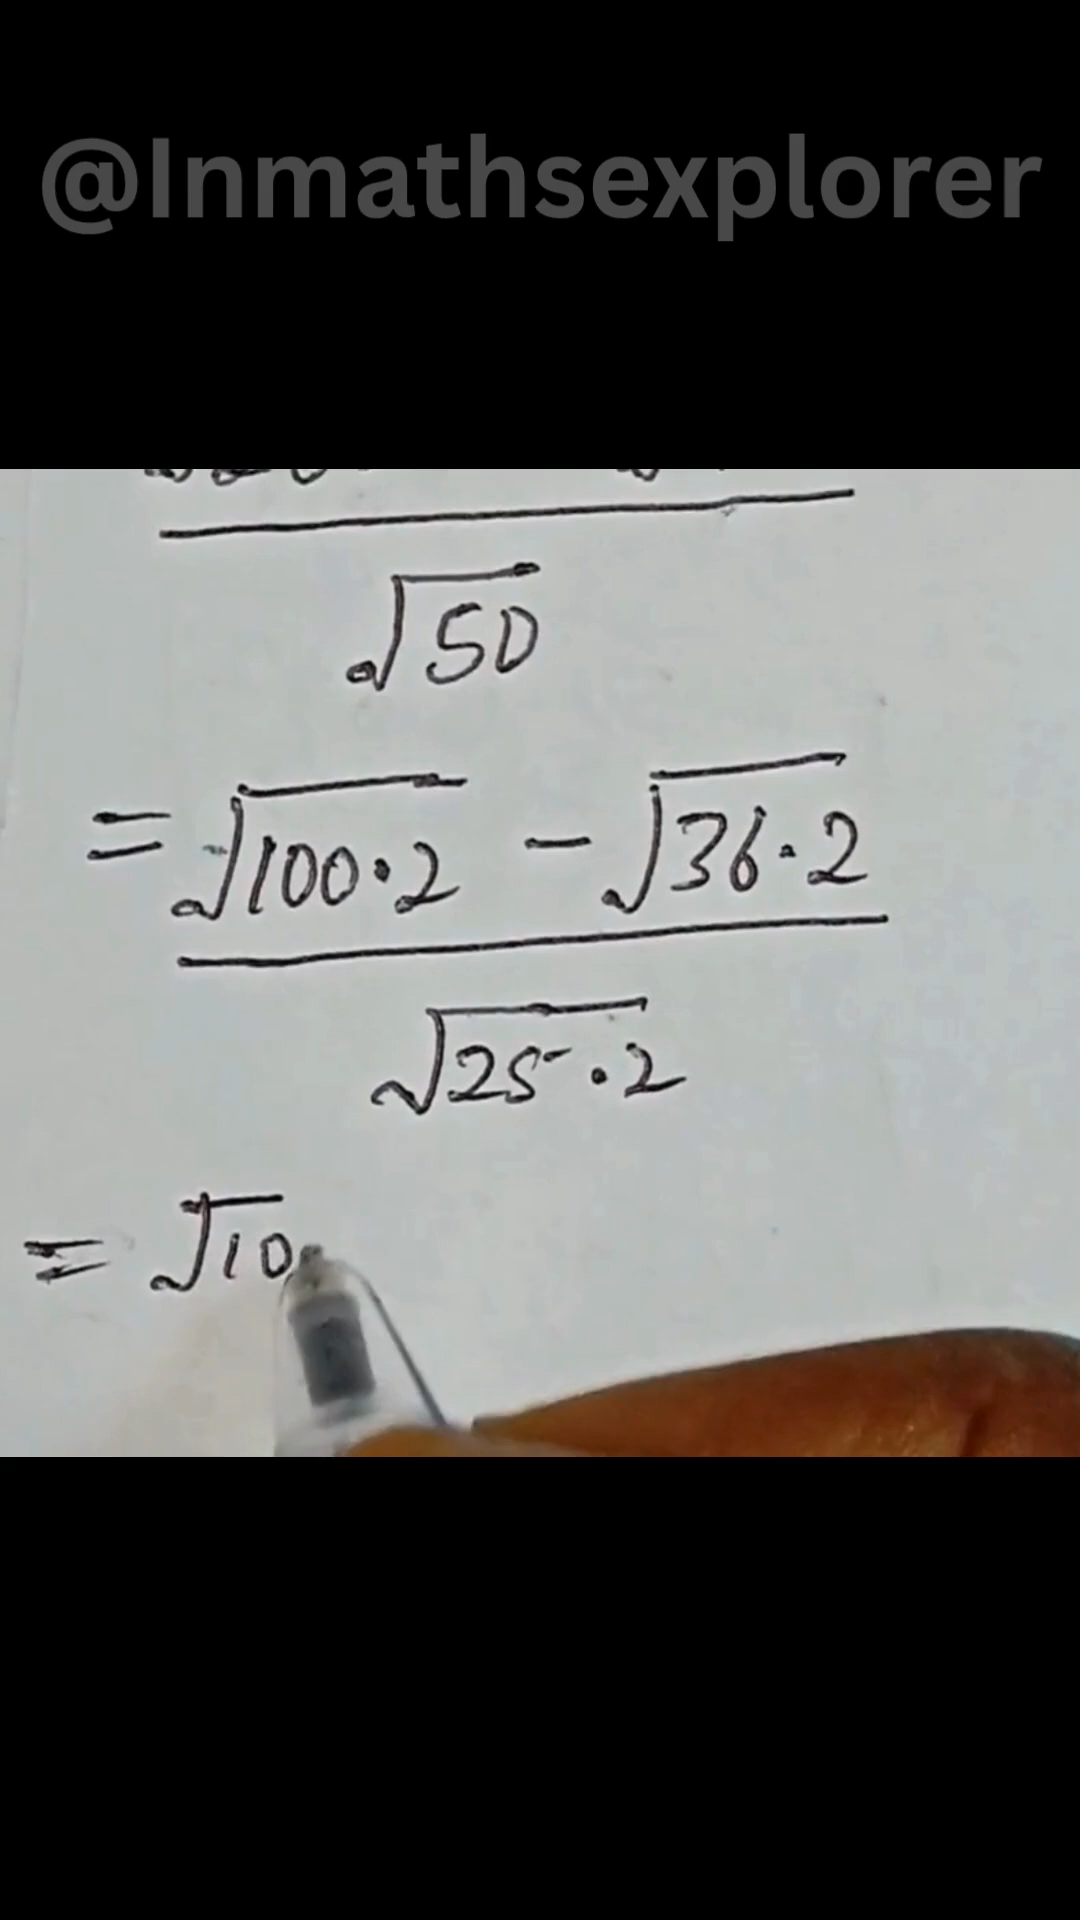 @Inmathsexplorer
√50
= √100·2 - √36·2
√25·2
= √10